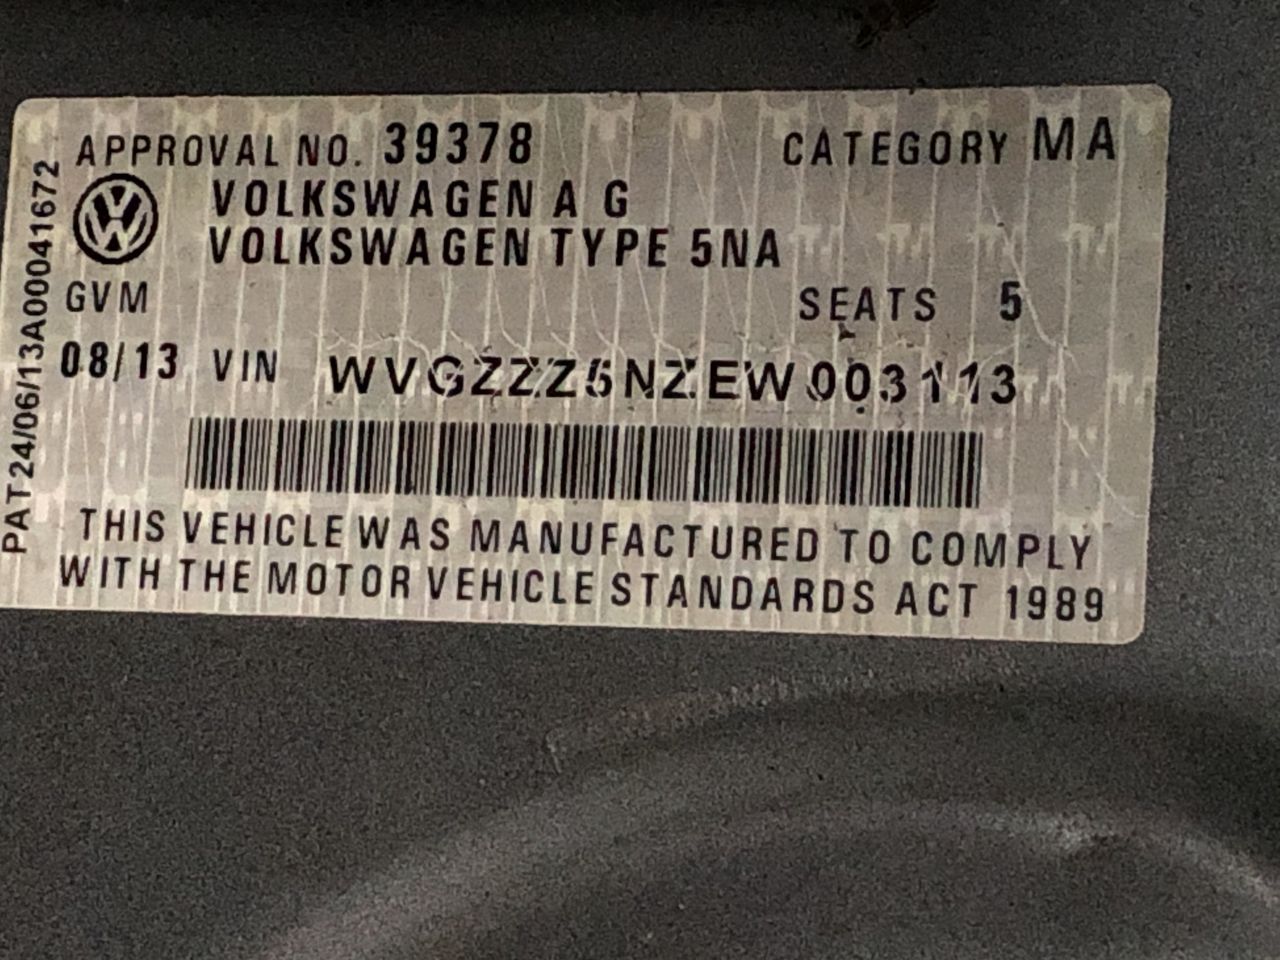 APPROVAL NO. 39378 CATEGORY MA
VOLKSWAGEN A G
VOLKSWAGEN TYPE 5NA
GVM SEATS 5
08/13 VIN WVGZZZ5NZEW003113
THIS VEHICLE WAS MANUFACTURED TO COMPLY
WITH THE MOTOR VEHICLE STANDARDS ACT 1989
PAT24/06/13A00041672